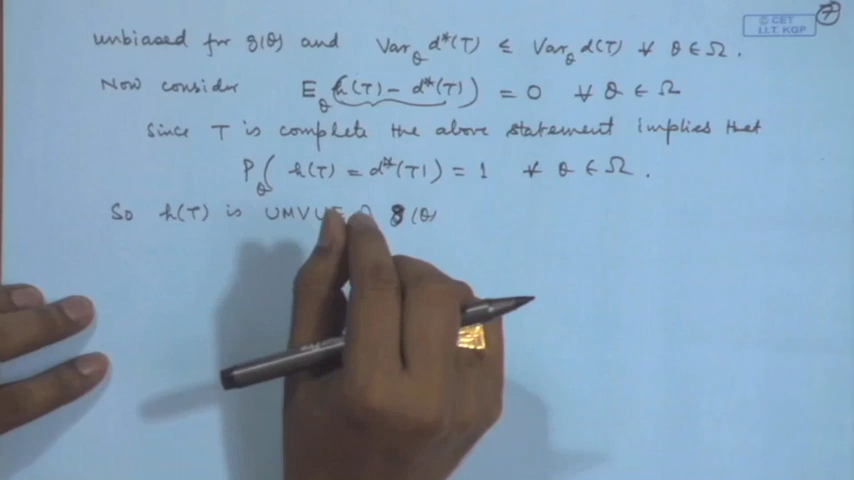 © CET
I.I.T. KGP
7
unbiased for g(θ) and Var_θ d*(T) ≤ Var_θ d(T) ∀ θ ∈ Ω.
Now consider E_θ(h(T) - d*(T)) = 0 ∀ θ ∈ Ω
Since T is complete the above statement implies that
P_θ( h(T) = d*(T)) = 1 ∀ θ ∈ Ω.
So h(T) is UMVUE g(θ)